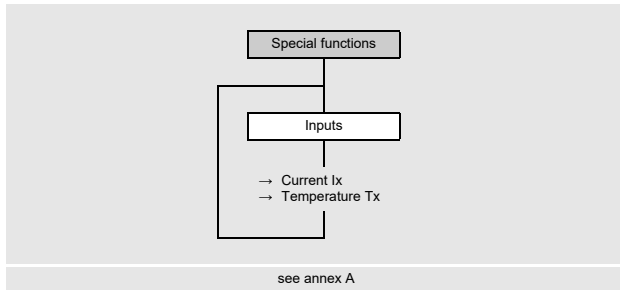 Special functions
Inputs
→ Current Ix
→ Temperature Tx
see annex A